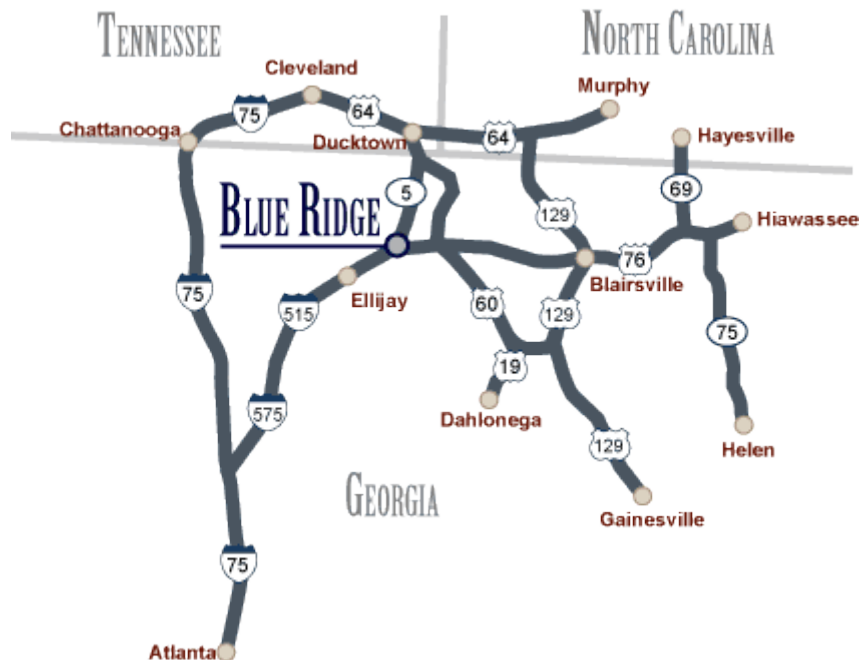 TENNESSEE
NORTH CAROLINA
Cleveland
Murphy
75
64
Chattanooga
Ducktown
64
Hayesville
5
69
BLUE RIDGE
129
Hiawassee
76
Blairsville
Ellijay
75
515
60
129
75
19
575
Dahlonega
129
Helen
GEORGIA
Gainesville
75
Atlanta